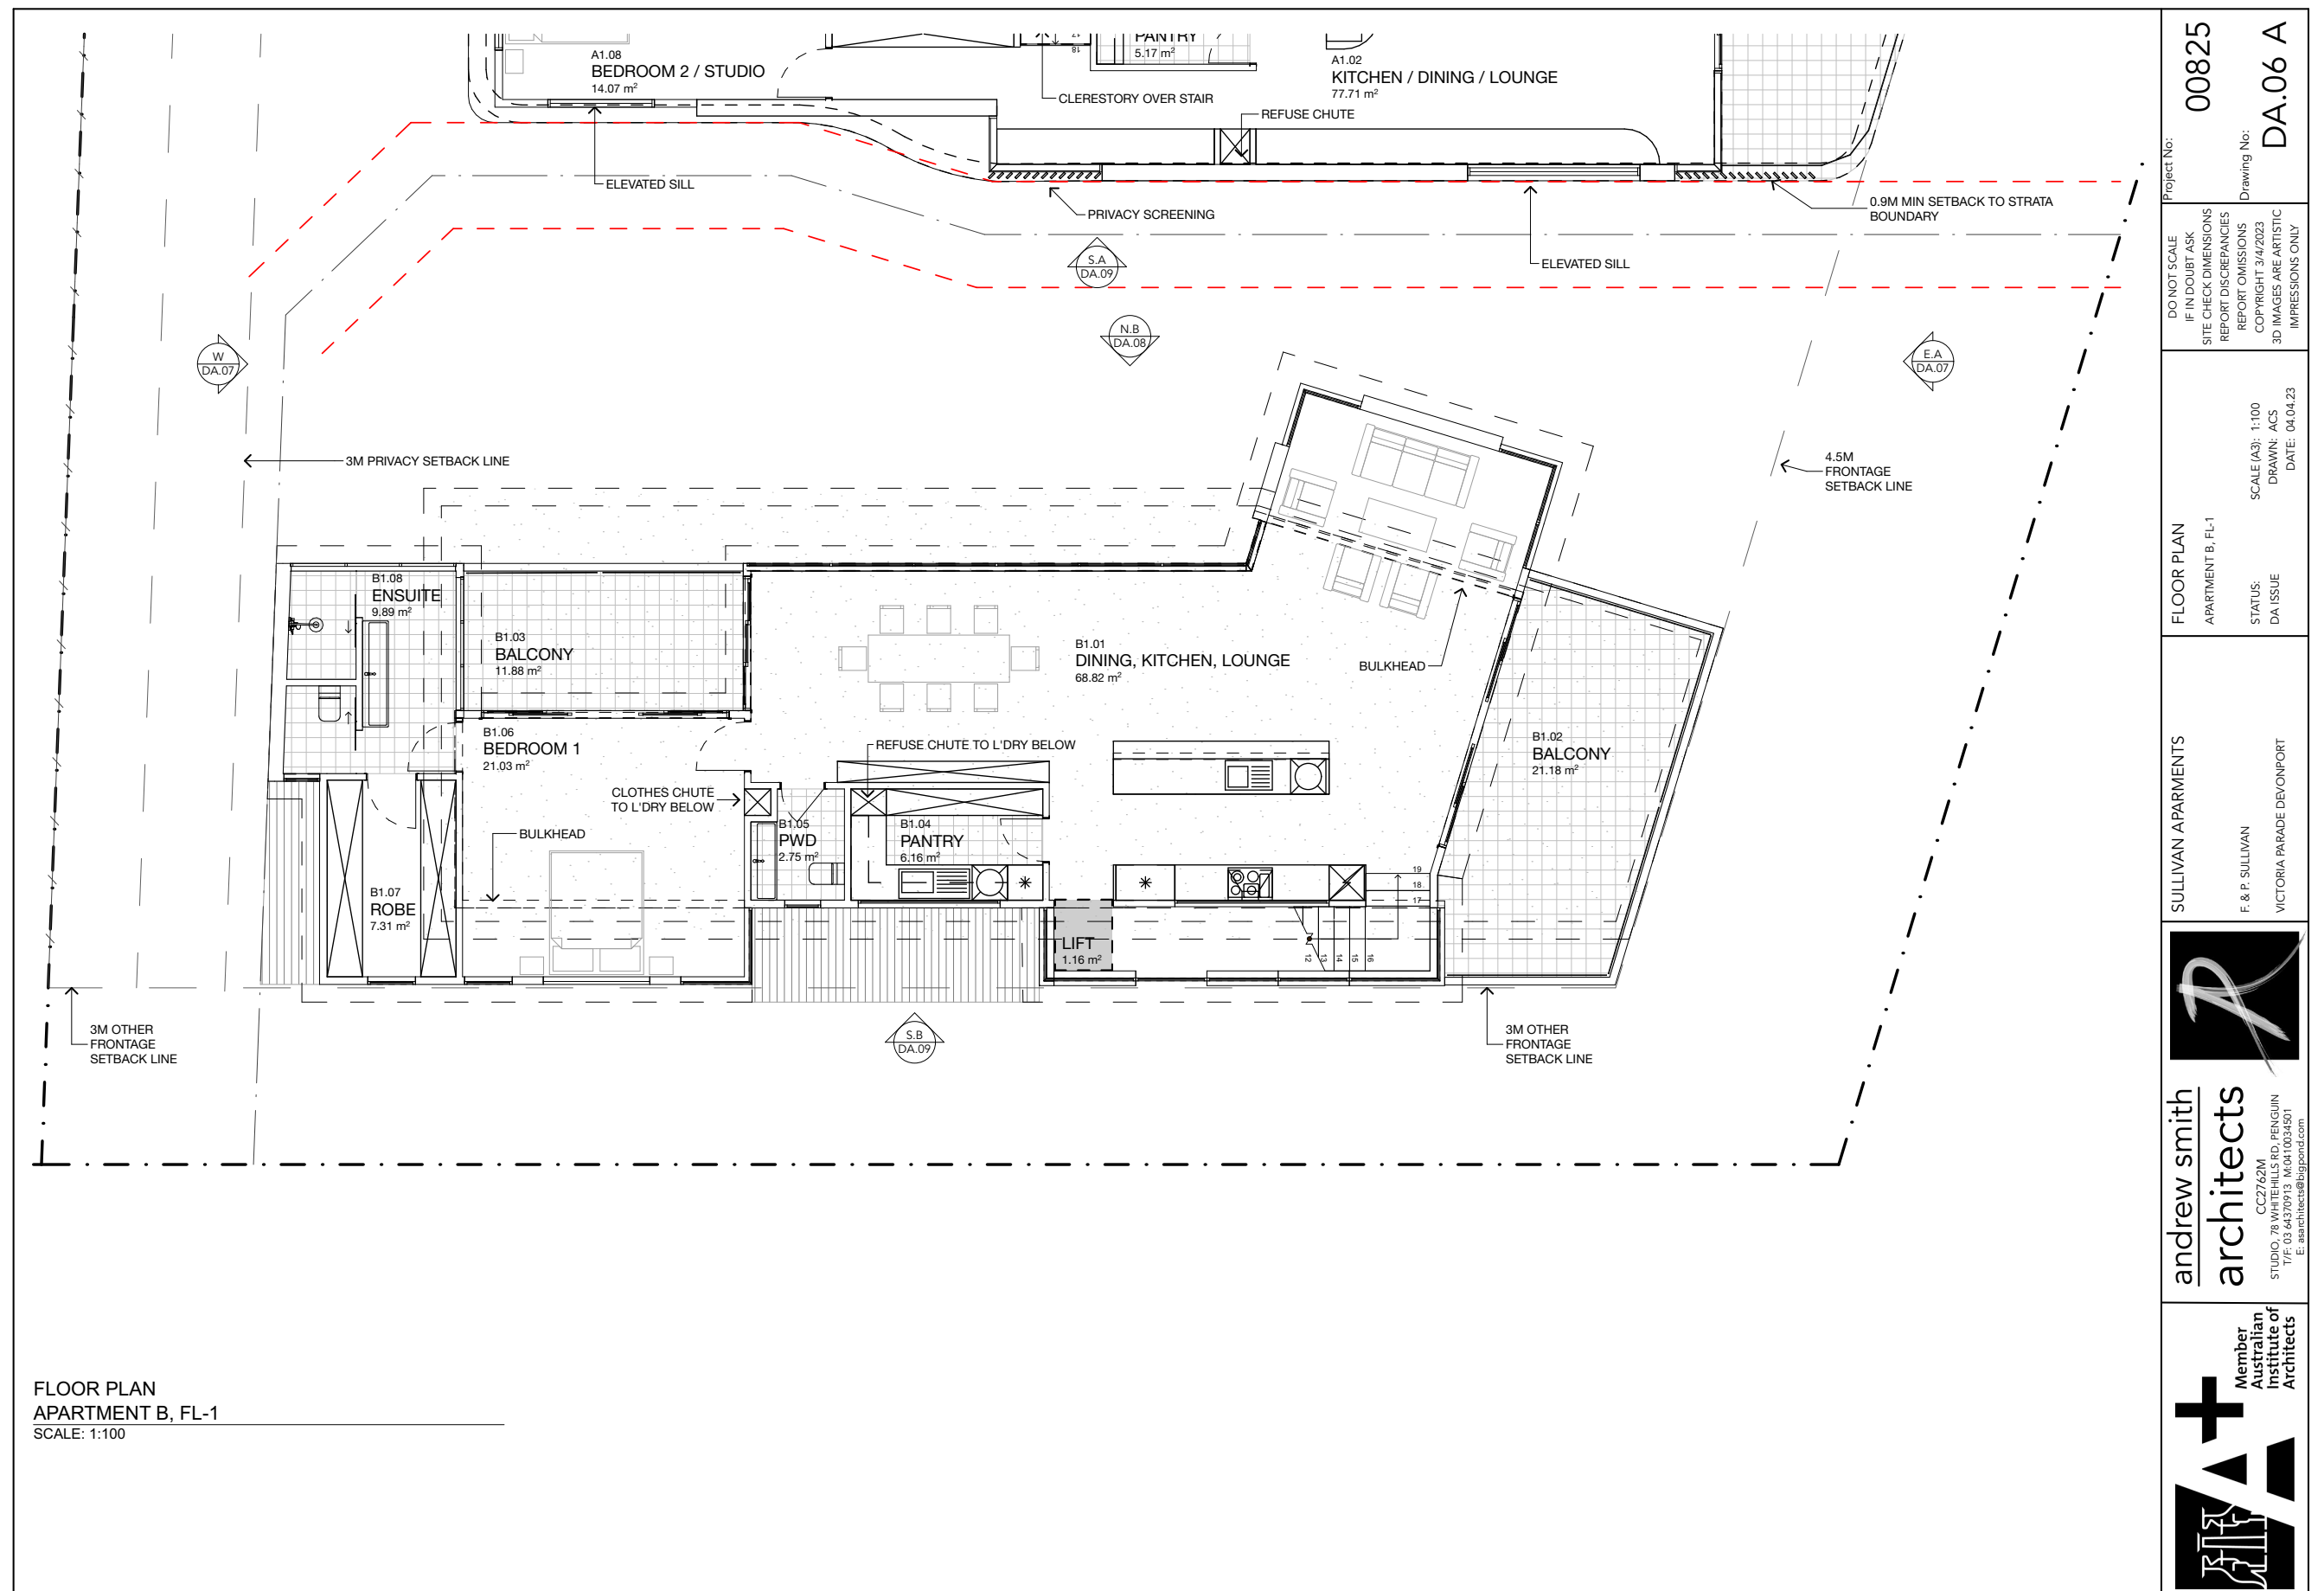 A1.08
BEDROOM 2 / STUDIO
14.07 m²
17
18
PANTRY
5.17 m²
A1.02
KITCHEN / DINING / LOUNGE
77.71 m²
CLERESTORY OVER STAIR
REFUSE CHUTE
ELEVATED SILL
PRIVACY SCREENING
0.9M MIN SETBACK TO STRATA
BOUNDARY
S.A
DA.09
ELEVATED SILL
N.B
DA.08
W
DA.07
E.A
DA.07
3M PRIVACY SETBACK LINE
4.5M
FRONTAGE
SETBACK LINE
B1.08
ENSUITE
9.89 m²
B1.03
BALCONY
11.88 m²
B1.01
DINING, KITCHEN, LOUNGE
68.82 m²
BULKHEAD
B1.06
BEDROOM 1
21.03 m²
REFUSE CHUTE TO L'DRY BELOW
B1.02
BALCONY
21.18 m²
CLOTHES CHUTE
TO L'DRY BELOW
BULKHEAD
B1.05
PWD
2.75 m²
B1.04
PANTRY
6.16 m²
B1.07
ROBE
7.31 m²
19
18
17
LIFT
1.16 m²
12
13
14
15
16
3M OTHER
FRONTAGE
SETBACK LINE
S.B
DA.09
3M OTHER
FRONTAGE
SETBACK LINE
FLOOR PLAN
APARTMENT B, FL-1
SCALE: 1:100
Project No:
00825
Drawing No:
DA.06 A
DO NOT SCALE
IF IN DOUBT ASK
SITE CHECK DIMENSIONS
REPORT DISCREPANCIES
REPORT OMISSIONS
COPYRIGHT 3/4/2023
3D IMAGES ARE ARTISTIC
IMPRESSIONS ONLY
FLOOR PLAN
APARTMENT B, FL-1
STATUS:
DA ISSUE
SCALE (A3): 1:100
DRAWN: ACS
DATE: 04.04.23
SULLIVAN APARMENTS
F. & P. SULLIVAN
VICTORIA PARADE DEVONPORT
andrew smith
architects
CC2762M
STUDIO, 78 WHITEHILLS RD, PENGUIN
T/F: 03 64370913 M:0410034501
E: asarchitects@bigpond.com
A+
Member
Australian
Institute of
Architects